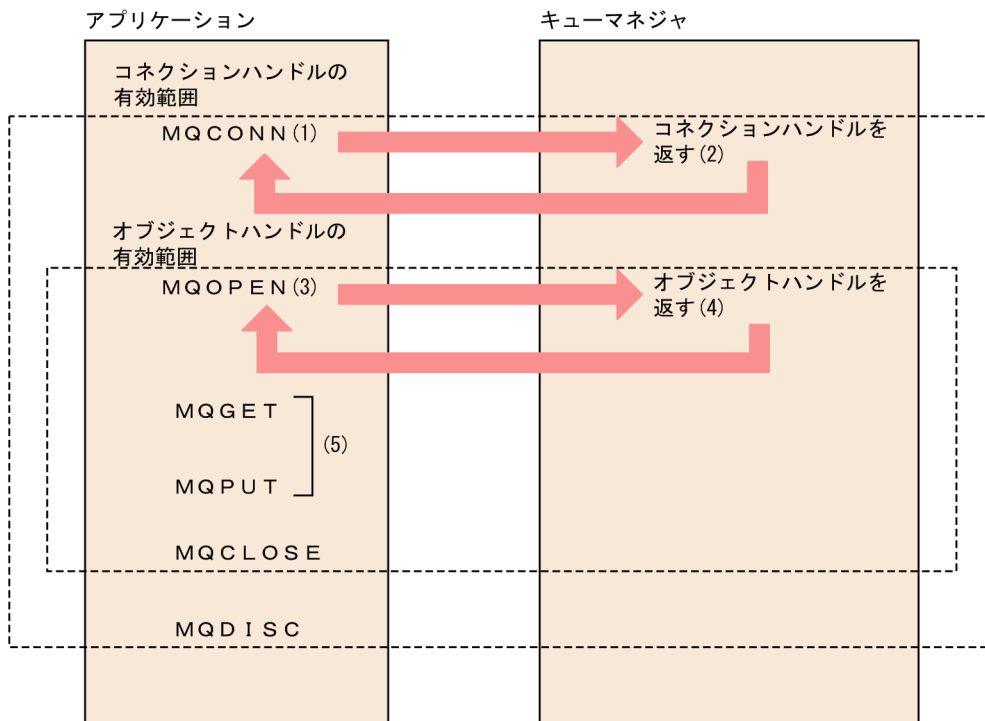 アプリケーション
キューマネジャ
コネクションハンドルの
有効範囲
ＭＱＣＯＮＮ(1)
コネクションハンドルを
返す(2)
オブジェクトハンドルの
有効範囲
ＭＱＯＰＥＮ(3)
オブジェクトハンドルを
返す(4)
ＭＱＧＥＴ
(5)
ＭＱＰＵＴ
ＭＱＣＬＯＳＥ
ＭＱＤＩＳＣ